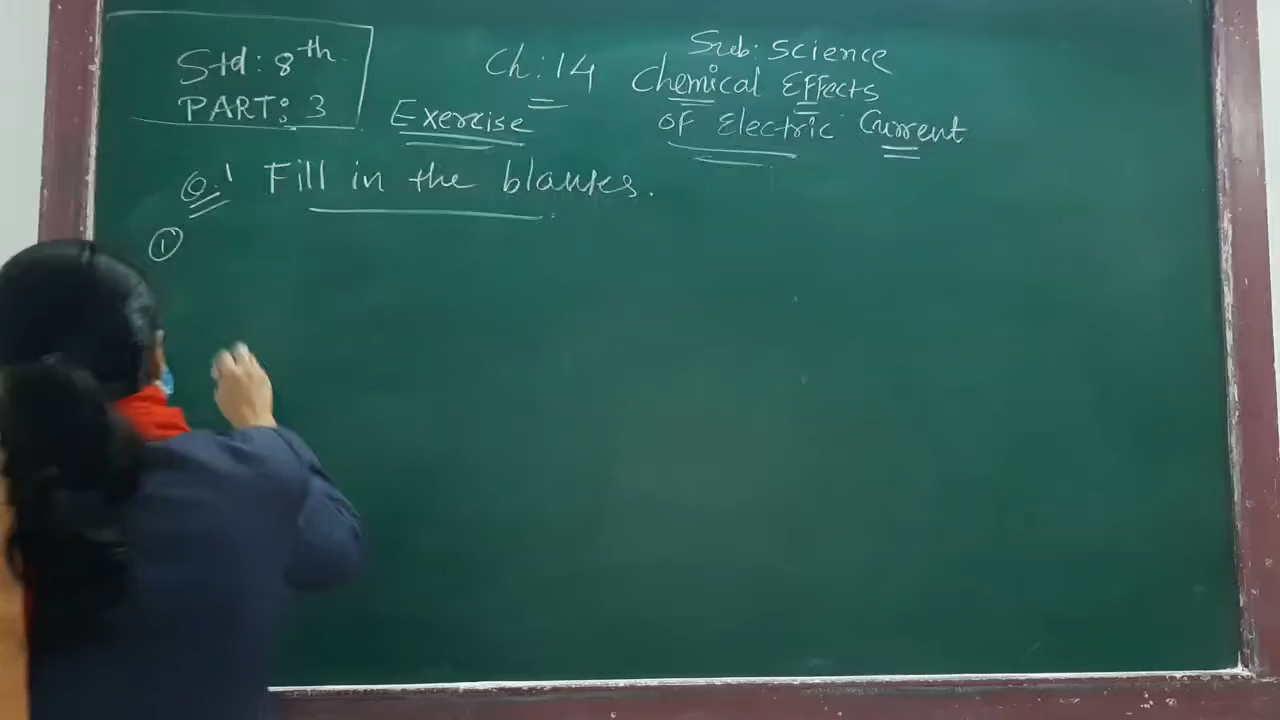 Std: 8th
PART: 3
Ch: 14
Exercise
Sub: Science
Chemical Effects
OF Electric Current
Q.1 Fill in the blanks.
①